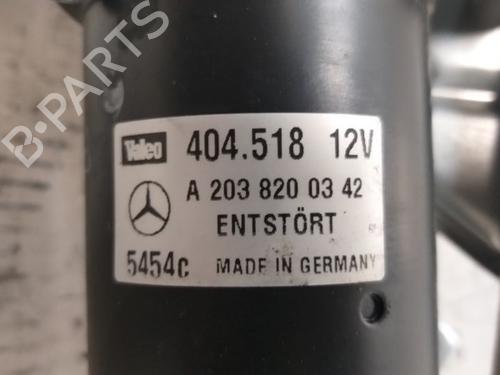 B-PARTS
Valeo 404.518 12V
A 203 820 03 42
ENTSTÖRT
5454c MADE IN GERMANY